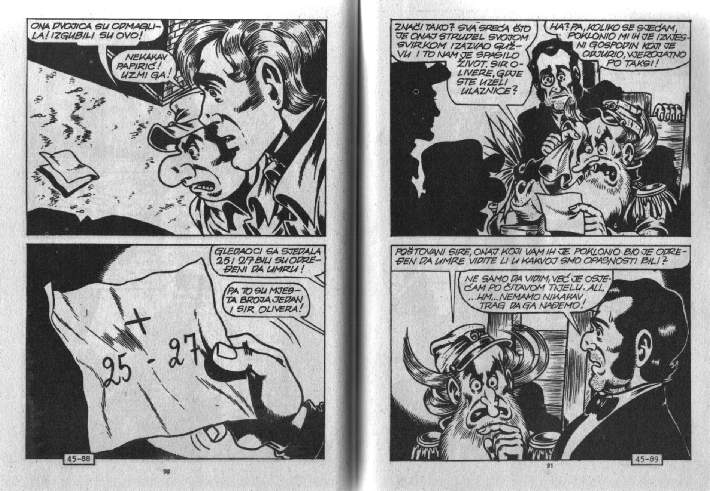 ONA DVOJICA SU ODMAGLI-
LA! IZGUBILI SU OVO!
NEKAKAV
PAPIRIĆ!
UZMI GA!
GLEDAOCI SA SJEDALA
25 I 27 BILI SU ODRE-
ĐENI DA UMRU!
PA TO SU MJES-
TA BROJA JEDAN
I SIR OLIVERA!
+
25 - 27
45-88
90
ZNAČI TAKO? SVA SREĆA ŠTO
JE ONAJ STRUDEL SVOJOM
SVIRKOM IZAZVAO GUŽ-
VU I TO NAM JE SPASILO
ŽIVOT. SIR O-
LIVERE, GDJE
STE UZELI
ULAZNICE?
HA? PA, KOLIKO SE SJEĆAM,
POKLONIO MI IH JE IZVJES-
NI GOSPODIN KOJI JE
ODJURIO, VJEROJATNO
PO TAKSI!
POŠTOVANI SIRE, ONAJ KOJI VAM IH JE POKLONIO BIO JE ODRE-
ĐEN DA UMRE VIDITE LI U KAKVOJ SMO OPASNOSTI BILI?
NE SAMO DA VIDIM, VEĆ JE OSJE-
ĆAM PO ČITAVOM TIJELU. ALI,
...HM... NEMAMO NIKAKAV,
TRAG DA GA NAĐEMO!
91
45-89